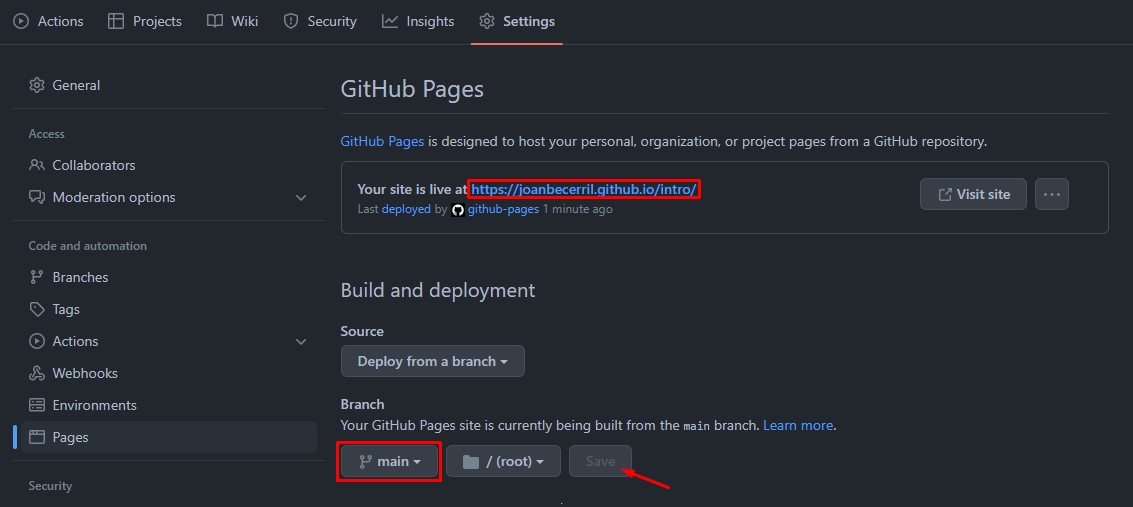 Actions Projects Wiki Security Insights Settings
General
Access
Collaborators
Moderation options
Code and automation
Branches
Tags
Actions
Webhooks
Environments
Pages
Security
GitHub Pages
GitHub Pages is designed to host your personal, organization, or project pages from a GitHub repository.
Your site is live at https://joanbecerril.github.io/intro/
Last deployed by github-pages 1 minute ago
Visit site
Build and deployment
Source
Deploy from a branch
Branch
Your GitHub Pages site is currently being built from the main branch. Learn more.
main / (root) Save